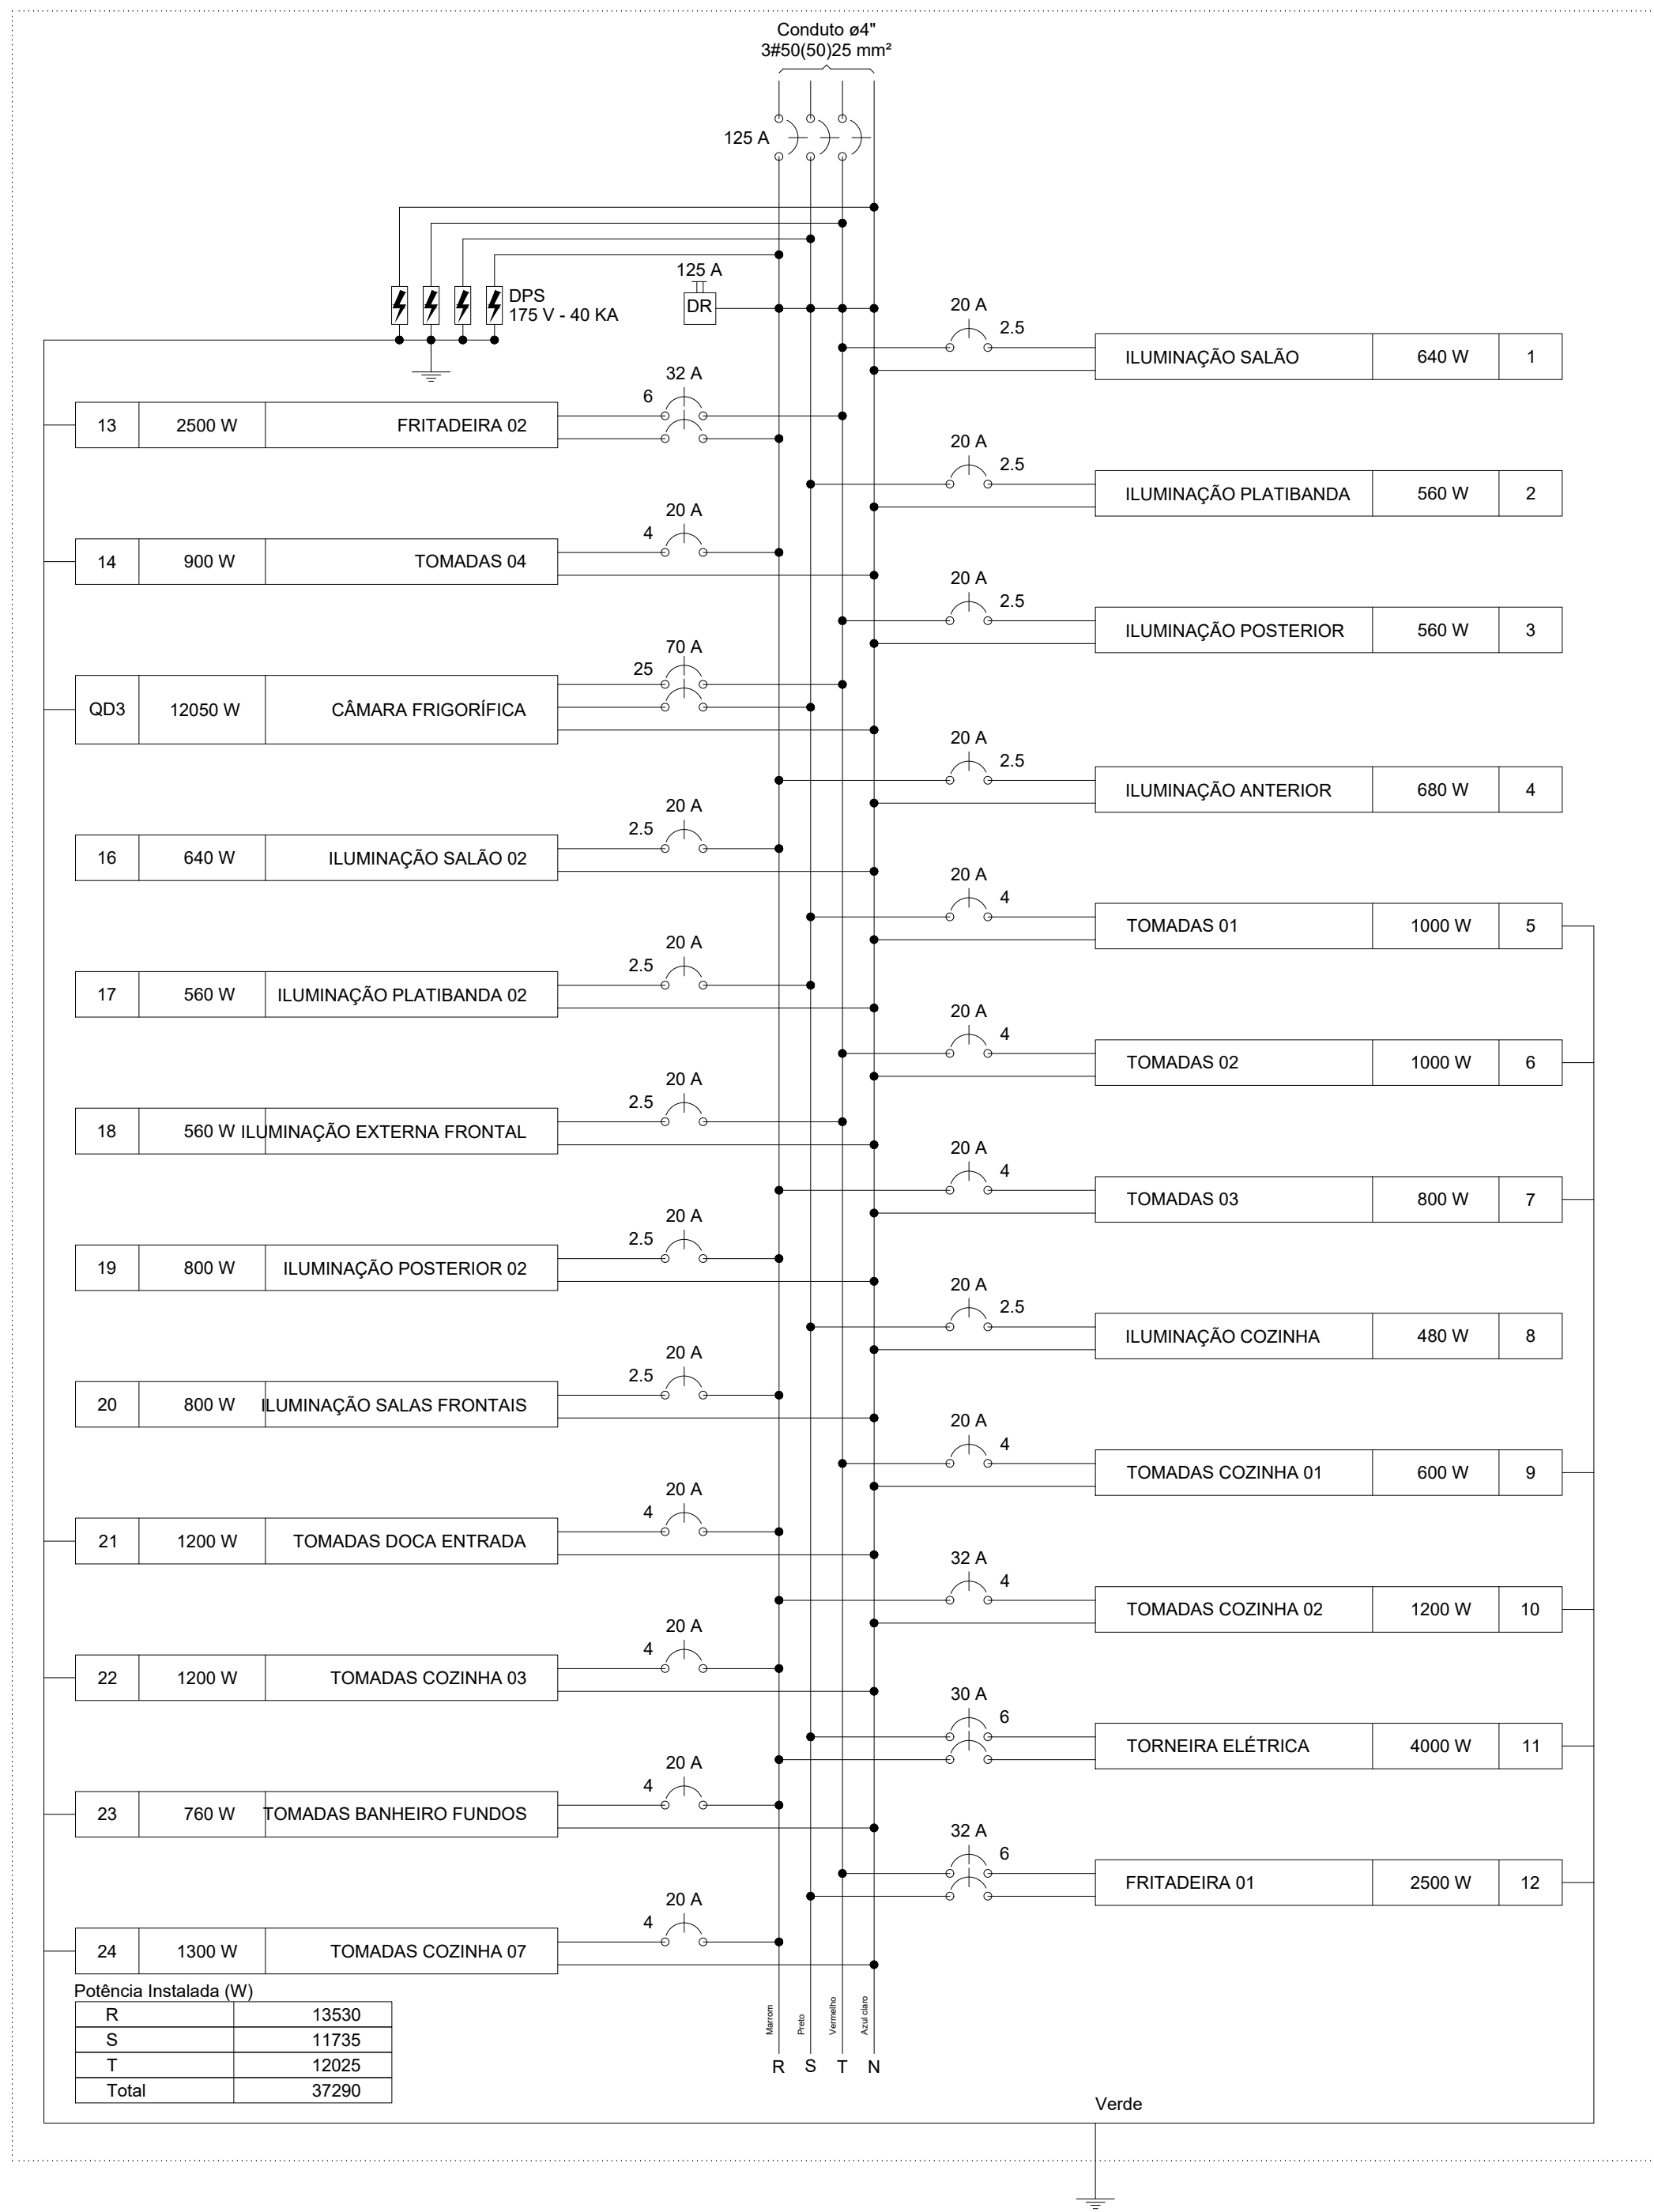 Conduto ø4"
3#50(50)25 mm²
125 A
DPS
175 V - 40 KA
125 A
DR
20 A
2.5
ILUMINAÇÃO SALÃO 640 W 1
32 A
6
13 2500 W FRITADEIRA 02
20 A
2.5
ILUMINAÇÃO PLATIBANDA 560 W 2
20 A
4
14 900 W TOMADAS 04
20 A
2.5
ILUMINAÇÃO POSTERIOR 560 W 3
70 A
25
QD3 12050 W CÂMARA FRIGORÍFICA
20 A
2.5
ILUMINAÇÃO ANTERIOR 680 W 4
20 A
2.5
16 640 W ILUMINAÇÃO SALÃO 02
20 A
4
TOMADAS 01 1000 W 5
20 A
2.5
17 560 W ILUMINAÇÃO PLATIBANDA 02
20 A
4
TOMADAS 02 1000 W 6
20 A
2.5
18 560 W ILUMINAÇÃO EXTERNA FRONTAL
20 A
4
TOMADAS 03 800 W 7
20 A
2.5
19 800 W ILUMINAÇÃO POSTERIOR 02
20 A
2.5
ILUMINAÇÃO COZINHA 480 W 8
20 A
2.5
20 800 W ILUMINAÇÃO SALAS FRONTAIS
20 A
4
TOMADAS COZINHA 01 600 W 9
20 A
4
21 1200 W TOMADAS DOCA ENTRADA
32 A
4
TOMADAS COZINHA 02 1200 W 10
20 A
4
22 1200 W TOMADAS COZINHA 03
30 A
6
TORNEIRA ELÉTRICA 4000 W 11
20 A
4
23 760 W TOMADAS BANHEIRO FUNDOS
32 A
6
FRITADEIRA 01 2500 W 12
20 A
4
24 1300 W TOMADAS COZINHA 07
Potência Instalada (W)
R 13530
S 11735
T 12025
Total 37290
Marrom
Preto
Vermelho
Azul claro
R S T N
Verde